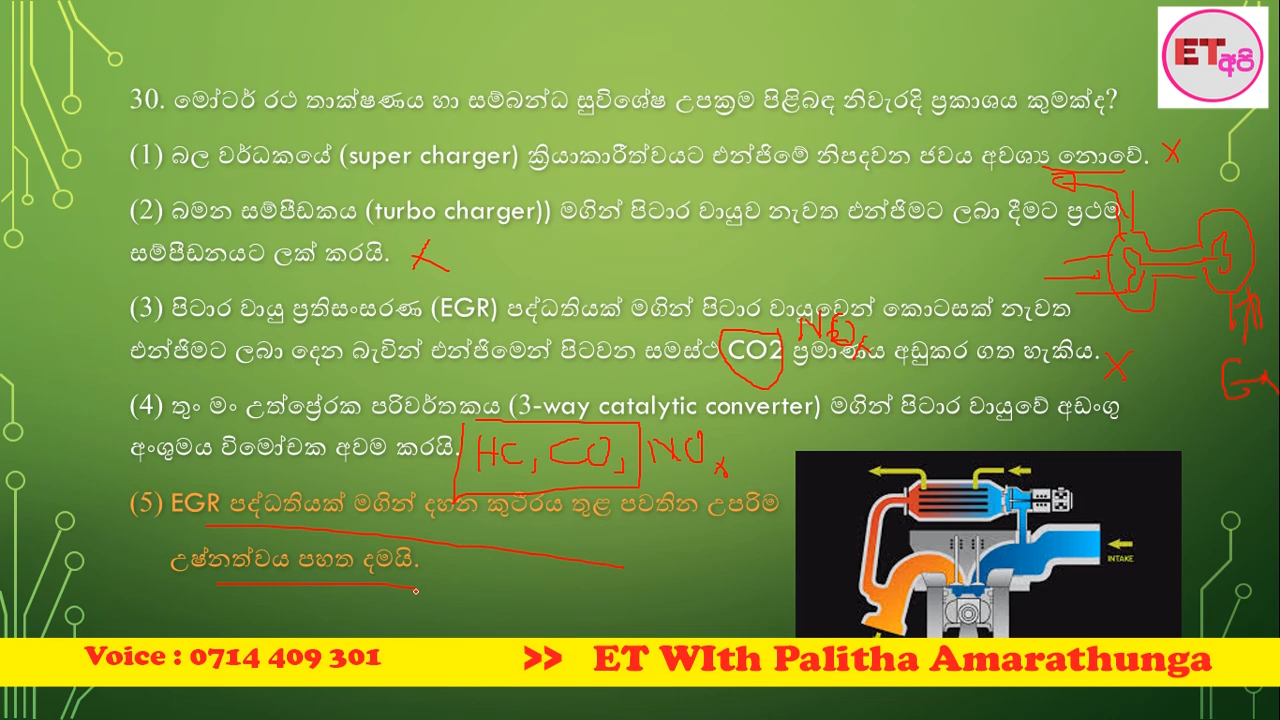 ET අපි
30. මෝටර් රථ තාක්ෂණය හා සම්බන්ධ සුවිශේෂ උපක්‍රම පිළිබඳ නිවැරදි ප්‍රකාශය කුමක්ද?
(1) බල වර්ධකයේ (super charger) ක්‍රියාකාරීත්වයට එන්ජිමේ නිපදවන ජවය අවශ්‍ය නොවේ. X
(2) බමන සම්පීඩකය (turbo charger)) මගින් පිටාර වායුව නැවත එන්ජිමට ලබා දීමට ප්‍රථම
සම්පීඩනයට ලක් කරයි. X
(3) පිටාර වායු ප්‍රතිසංසරණ (EGR) පද්ධතියක් මගින් පිටාර වායුවෙන් කොටසක් නැවත
NOx
එන්ජිමට ලබා දෙන බැවින් එන්ජිමෙන් පිටවන සමස්ථ CO2 ප්‍රමාණය අඩුකර ගත හැකිය. X
Ex
(4) තුං මං උත්ප්‍රේරක පරිවර්තකය (3-way catalytic converter) මගින් පිටාර වායුවේ අඩංගු
අංශුමය විමෝචක අවම කරයි. HC, CO, NOx
(5) EGR පද්ධතියක් මගින් දහන කුටීරය තුළ පවතින උපරිම
උෂ්නත්වය පහත දමයි.
INTAKE
Voice : 0714 409 301 >> ET WIth Palitha Amarathunga